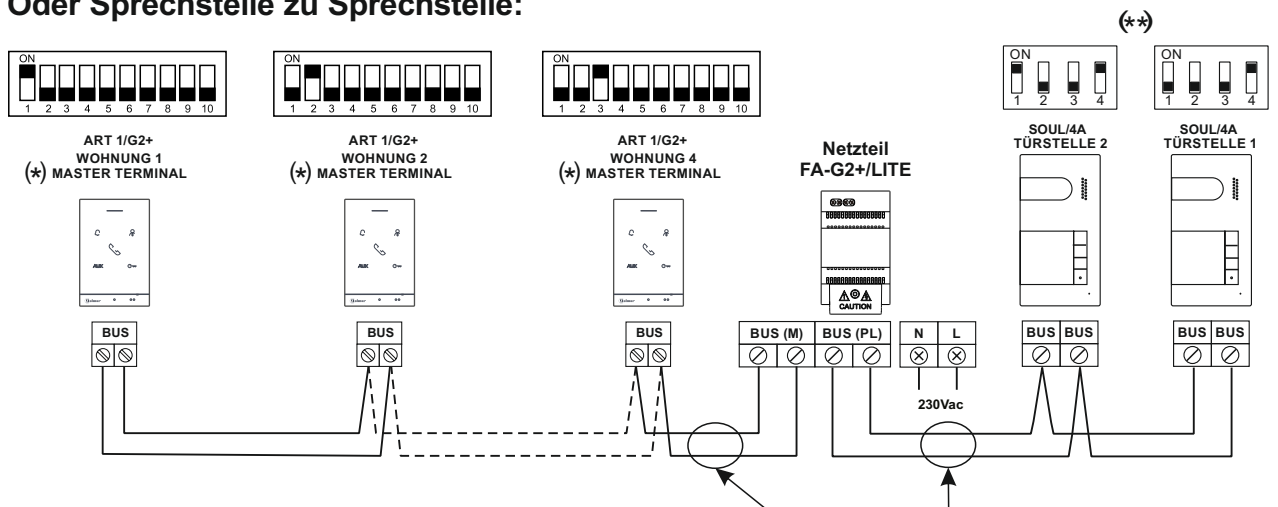 Oder Sprechstelle zu Sprechstelle:
(**)
ON
1 2 3 4 5 6 7 8 9 10
ON
1 2 3 4 5 6 7 8 9 10
ON
1 2 3 4 5 6 7 8 9 10
ON
1 2 3 4
ON
1 2 3 4
ART 1/G2+
WOHNUNG 1
(*) MASTER TERMINAL
ART 1/G2+
WOHNUNG 2
(*) MASTER TERMINAL
ART 1/G2+
WOHNUNG 4
(*) MASTER TERMINAL
Netzteil
FA-G2+/LITE
SOUL/4A
TÜRSTELLE 2
SOUL/4A
TÜRSTELLE 1
AUX
AUX
AUX
CAUTION
BUS
BUS
BUS
BUS (M)
BUS (PL)
N
L
BUS BUS
BUS BUS
230Vac